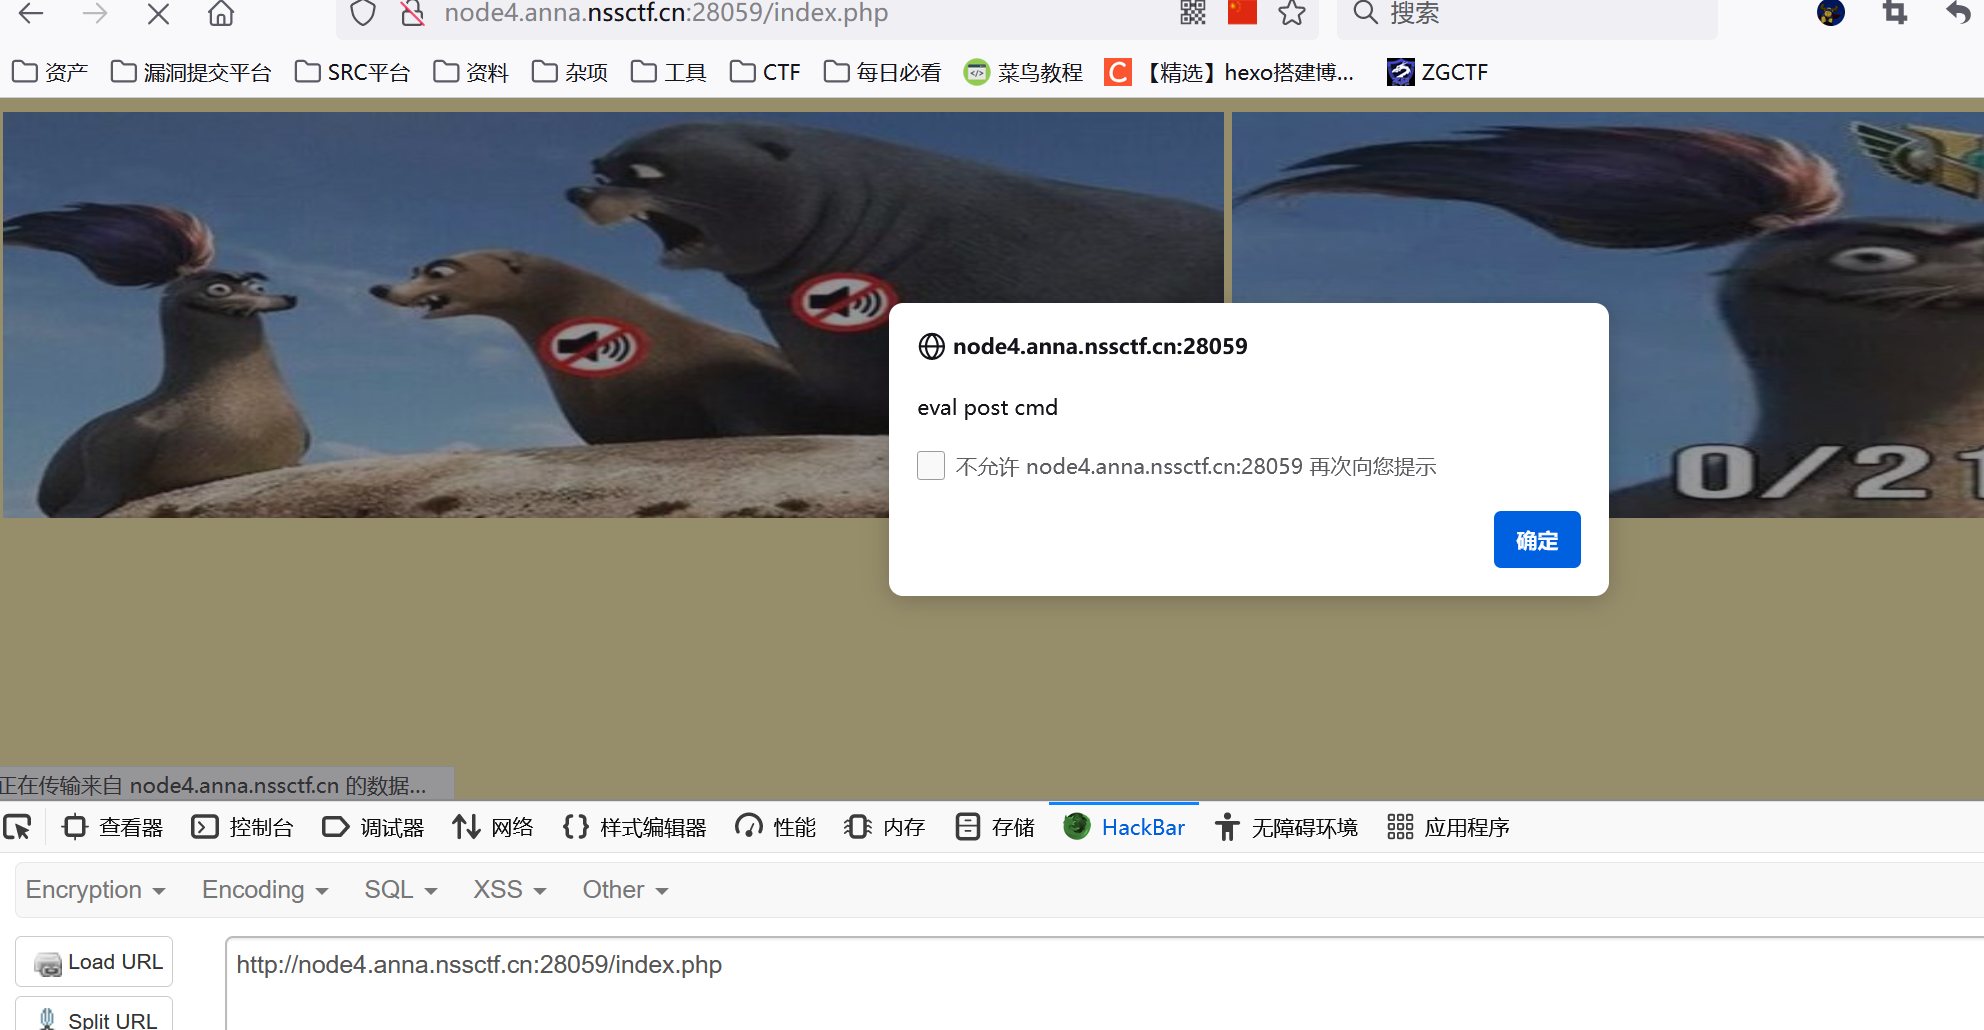 node4.anna.nssctf.cn:28059/index.php
搜索
资产 漏洞提交平台 SRC平台 资料 杂项 工具 CTF 每日必看 菜鸟教程 【精选】hexo搭建博... ZGCTF
node4.anna.nssctf.cn:28059
eval post cmd
不允许 node4.anna.nssctf.cn:28059 再次向您提示
确定
0/21
正在传输来自 node4.anna.nssctf.cn 的数据...
查看器 控制台 调试器 网络 样式编辑器 性能 内存 存储 HackBar 无障碍环境 应用程序
Encryption Encoding SQL XSS Other
Load URL
http://node4.anna.nssctf.cn:28059/index.php
Split URL